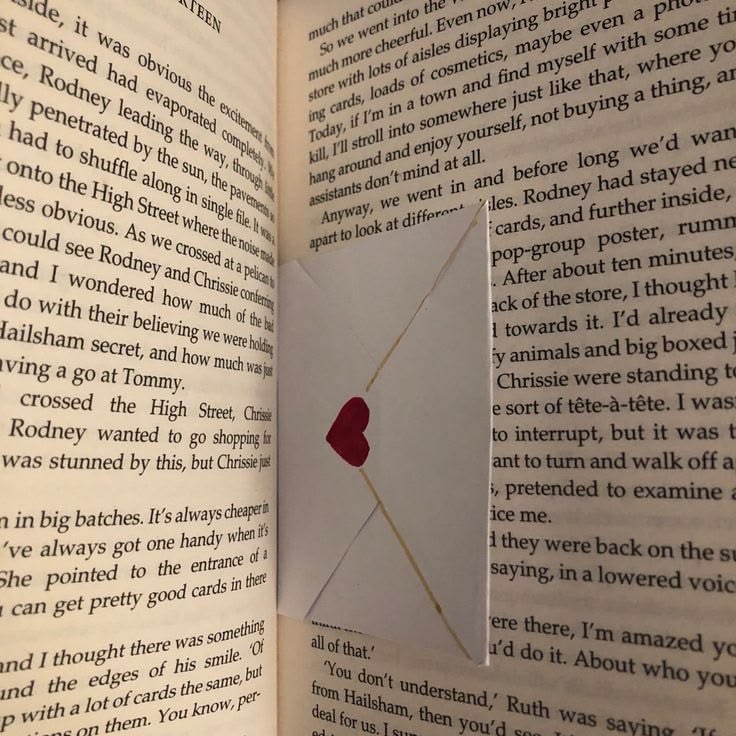 side, it was obvious the excitement
st arrived had evaporated completely.
ce, Rodney leading the way, through
lly penetrated by the sun, the pavements
had to shuffle along in single file. It was a
onto the High Street where the noise made
less obvious. As we crossed at a pelican to
could see Rodney and Chrissie conferring
and I wondered how much of the bad
do with their believing we were holding
Hailsham secret, and how much was just
aving a go at Tommy.
crossed the High Street, Chrissie
Rodney wanted to go shopping for
was stunned by this, but Chrissie just
n in big batches. It's always cheaper in
've always got one handy when it's
She pointed to the entrance of a
can get pretty good cards in there
nd I thought there was something
und the edges of his smile. 'Of
p with a lot of cards the same, but
on them. You know, per-
much that could
So we went into the
much more cheerful. Even now,
store with lots of aisles displaying bright
ing cards, loads of cosmetics, maybe even a
Today, if I'm in a town and find myself with some
kill, I'll stroll into somewhere just like that, where
hang around and enjoy yourself, not buying a thing,
assistants don't mind at all.
Anyway, we went in and before long we'd
apart to look at different Rodney had stayed
cards, and further inside,
pop-group poster,
. After about ten minutes,
ack of the store, I thought I
towards it. I'd already
y animals and big boxed
Chrissie were standing
e sort of tête-à-tête. I
to interrupt, but it was
ant to turn and walk off
s, pretended to examine
ice me.
d they were back on the
saying, in a lowered
ere there, I'm amazed
all of that.' u'd do it. About who
'You don't understand,' Ruth was saying.
from Hailsham, then you'd
deal for us. I